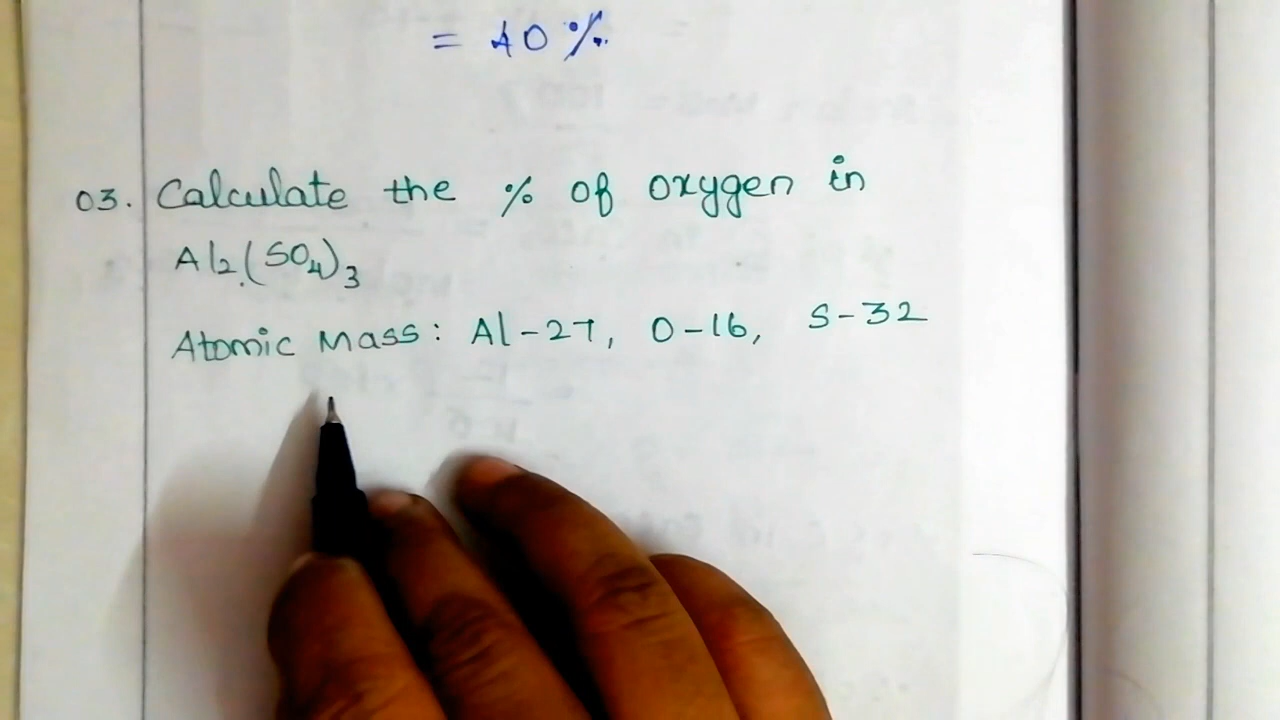 = 40 %.
03. Calculate the % of oxygen in
Al2(SO4)3
Atomic Mass: Al-27, O-16, S-32